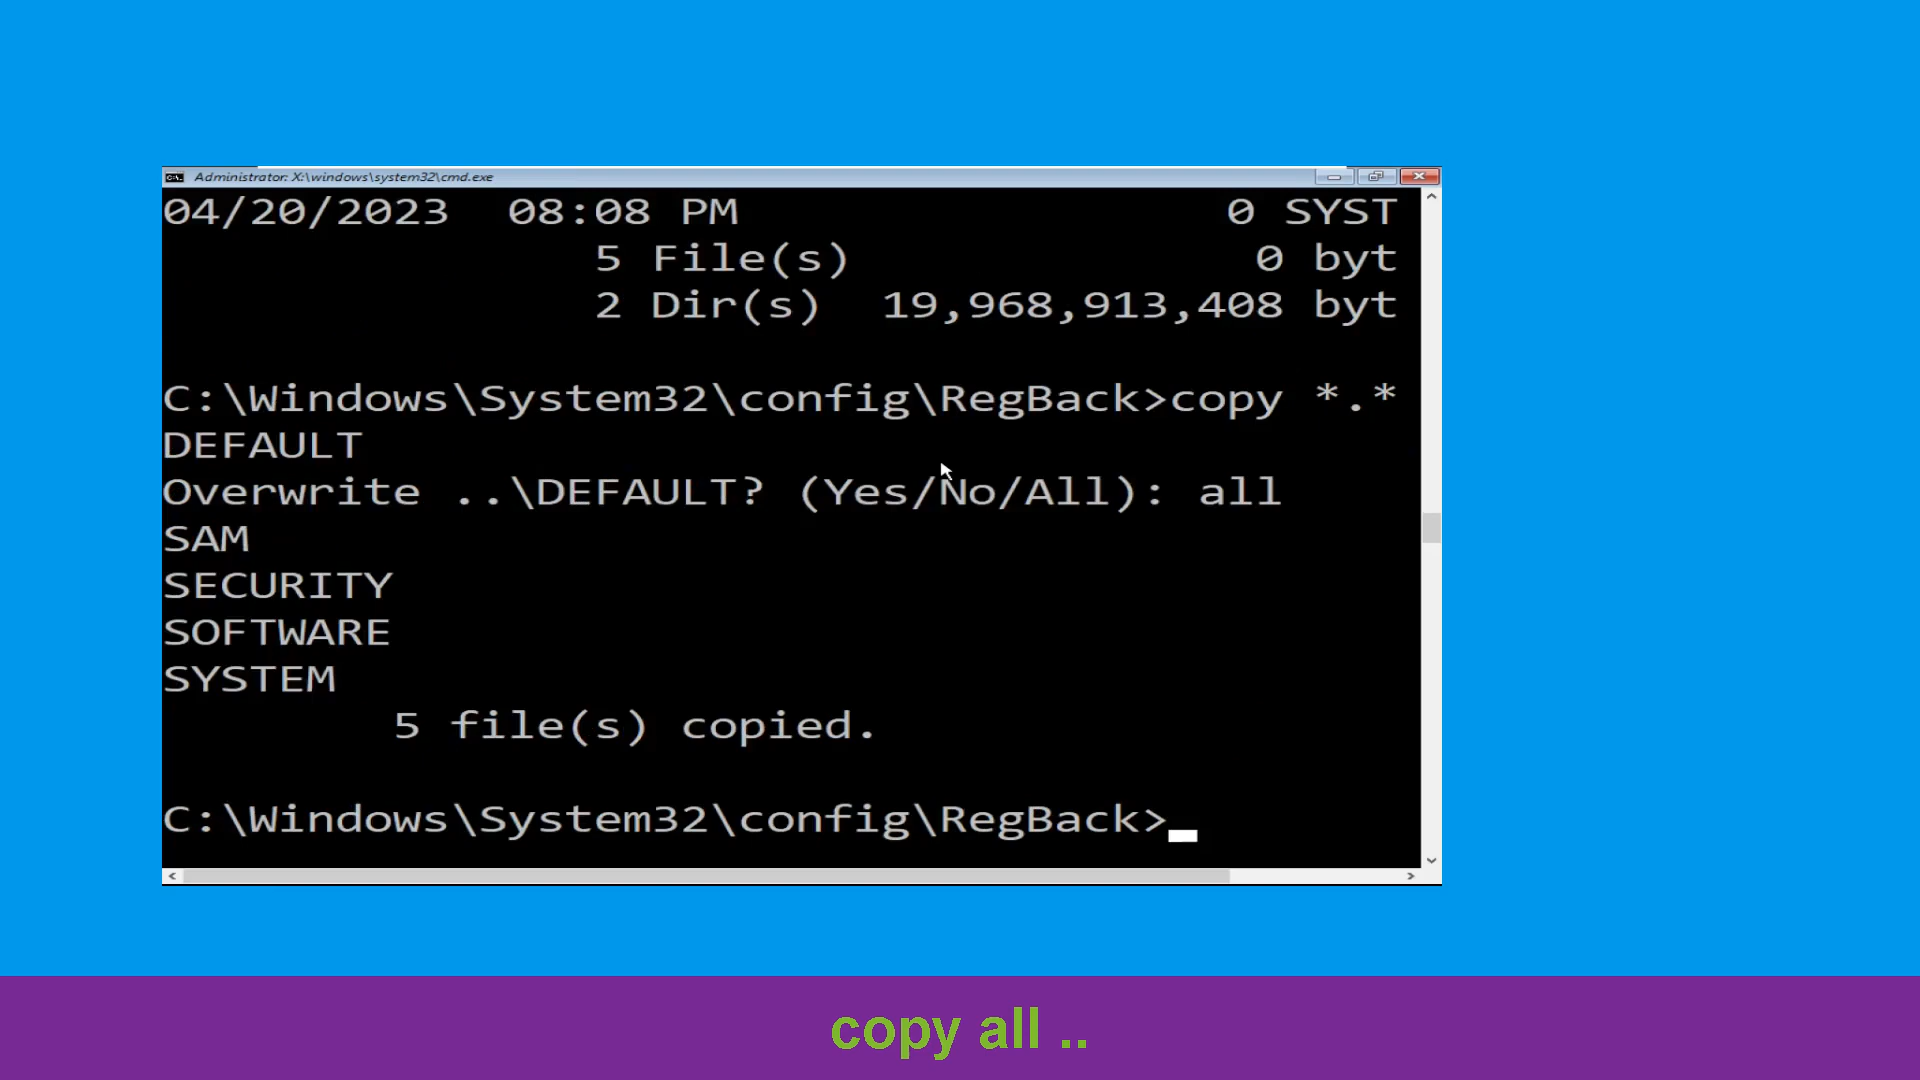 Administrator: X:\windows\system32\cmd.exe
04/20/2023 08:08 PM 0 SYST
5 File(s) 0 byt
2 Dir(s) 19,968,913,408 byt
C:\Windows\System32\config\RegBack>copy *.*
DEFAULT
Overwrite ..\DEFAULT? (Yes/No/All): all
SAM
SECURITY
SOFTWARE
SYSTEM
5 file(s) copied.
C:\Windows\System32\config\RegBack>
copy all ..